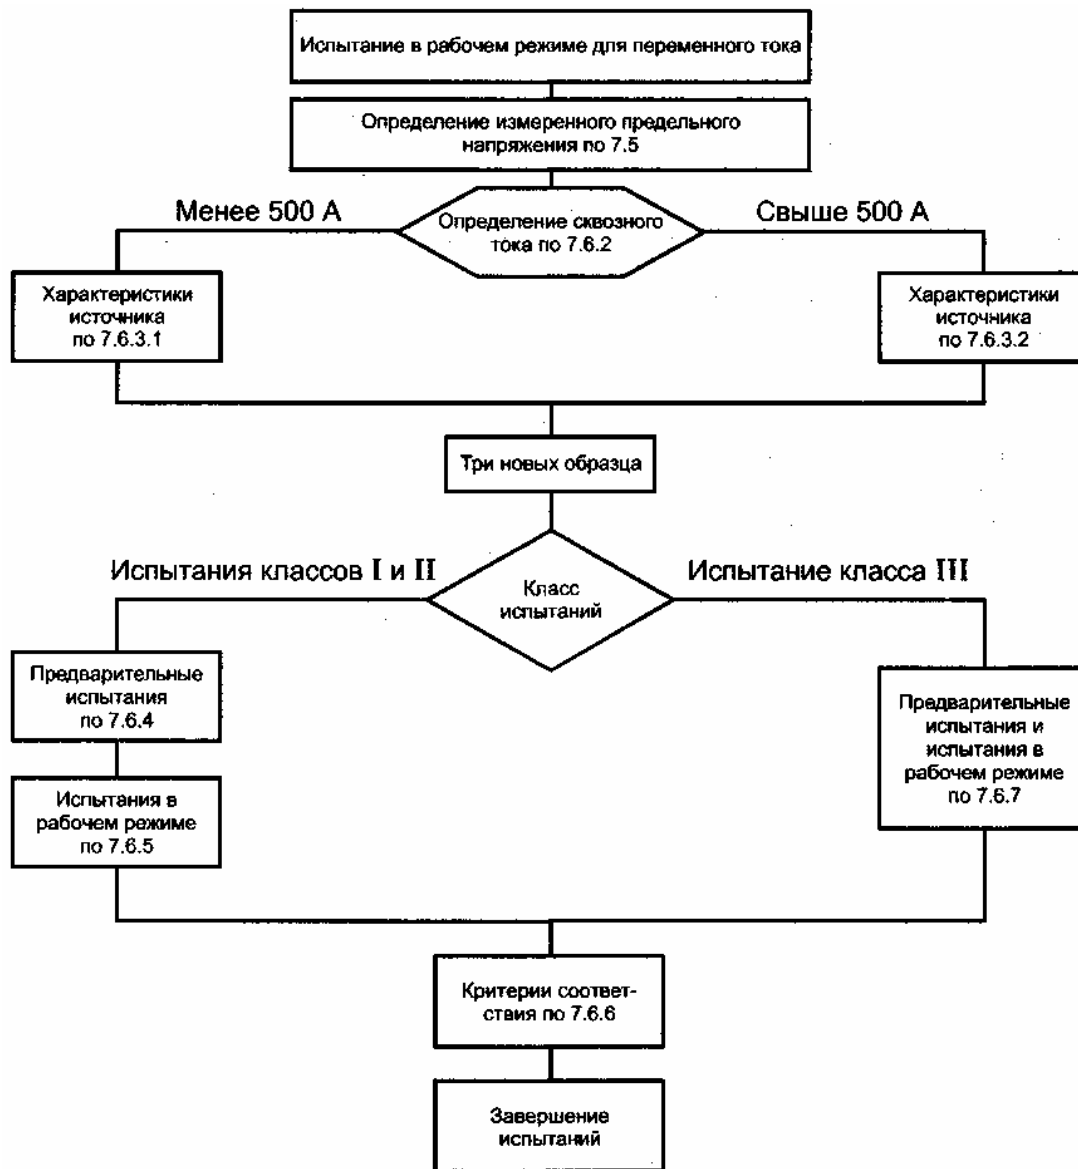 Испытание в рабочем режиме для переменного тока
Определение измеренного предельного
напряжения по 7.5
Менее 500 А
Определение сквозного
тока по 7.6.2
Свыше 500 А
Характеристики
источника
по 7.6.3.1
Характеристики
источника
по 7.6.3.2
Три новых образца
Испытания классов I и II
Класс
испытаний
Испытание класса III
Предварительные
испытания
по 7.6.4
Испытания в
рабочем режиме
по 7.6.5
Предварительные
испытания и
испытания в
рабочем режиме
по 7.6.7
Критерии соответ-
ствия по 7.6.6
Завершение
испытаний